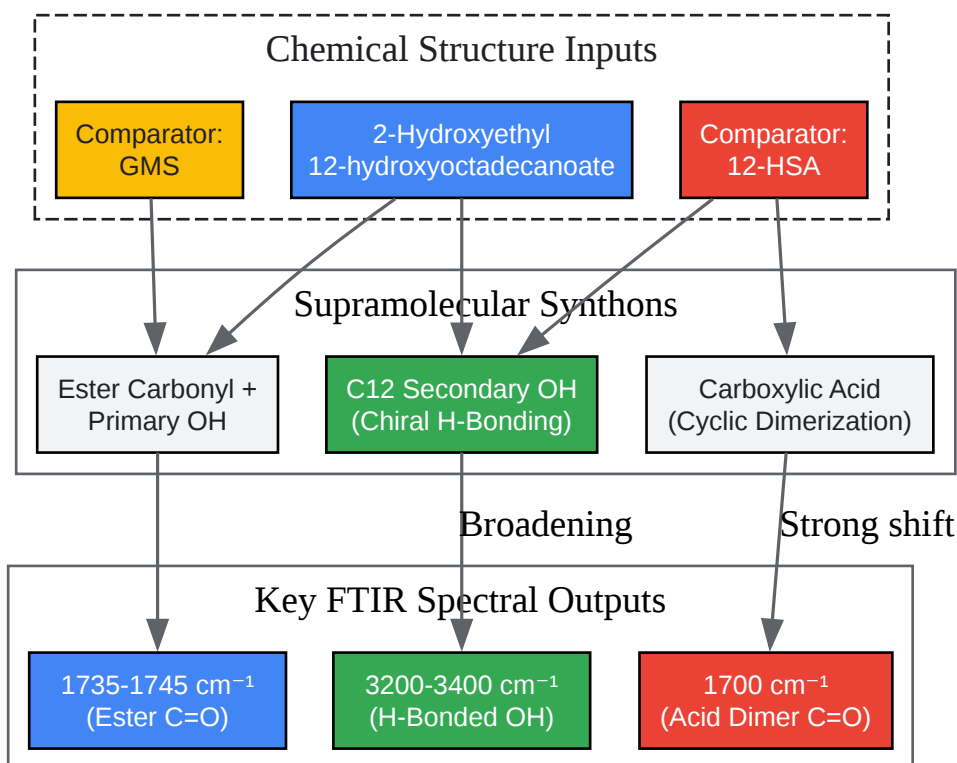 Chemical Structure Inputs
Comparator:
GMS
2-Hydroxyethyl
12-hydroxyoctadecanoate
Comparator:
12-HSA
Supramolecular Synthons
Ester Carbonyl +
Primary OH
C12 Secondary OH
(Chiral H-Bonding)
Carboxylic Acid
(Cyclic Dimerization)
Broadening
Strong shift
Key FTIR Spectral Outputs
1735-1745 cm⁻¹
(Ester C=O)
3200-3400 cm⁻¹
(H-Bonded OH)
1700 cm⁻¹
(Acid Dimer C=O)